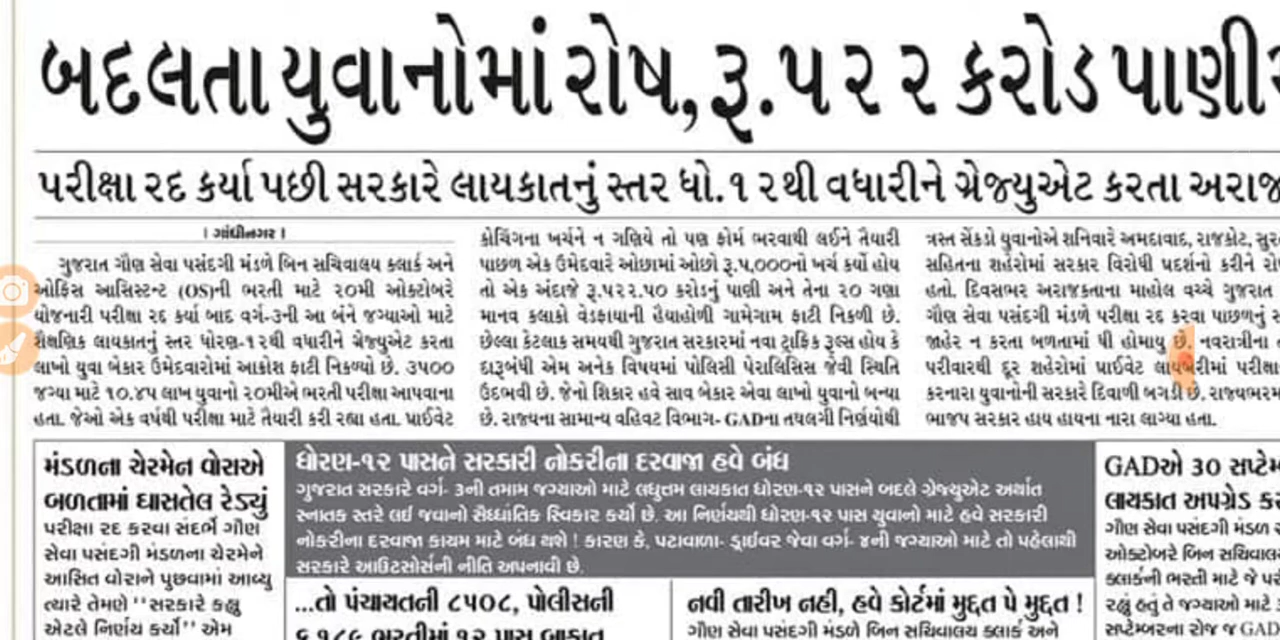 બદલતા યુવાનોમાં રોષ, રૂ. ૫૨૨ કરોડ પાણી
પરીક્ષા રદ કર્યા પછી સરકારે લાયકાતનું સ્તર ધો.૧૨થી વધારીને ગ્રેજ્યુએટ કરતા
। ગાંધીનગર ।
ગુજરાત ગૌણ સેવા પસંદગી મંડળે બિન સચિવાલય ક્લાર્ક અને
ઓફિસ આસિસ્ટન્ટ (OS)ની ભરતી માટે ૨૦મી ઓક્ટોબરે
યોજનારી પરીક્ષા રદ કર્યા બાદ વર્ગ-૩ની આ બંને જગ્યાઓ માટે
શૈક્ષણિક લાયકાતનું સ્તર ધોરણ-૧૨થી વધારીને ગ્રેજ્યુએટ કરતા
લાખો યુવા બેકાર ઉમેદવારોમાં આક્રોશ ફાટી નિકળ્યો છે. ૩૫૦૦
જગ્યા માટે ૧૦.૪૫ લાખ યુવાનો ૨૦મીએ ભરતી પરીક્ષા આપવાના
હતા. જેઓ એક વર્ષથી પરીક્ષા માટે તૈયારી કરી રહ્યા હતા. પ્રાઈવેટ
કોચિંગના ખર્ચને ન ગણિયે તો પણ ફોર્મ ભરવાથી લઈને તૈયારી
પાછળ એક ઉમેદવારે ઓછામાં ઓછો રૂ.૫,૦૦૦નો ખર્ચ કર્યો હોય
તો એક અંદાજે રૂ.૫૨૨.૫૦ કરોડનું પાણી અને તેના ૨૦ ગણા
માનવ કલાકો વેડફાયાની હૈયાહોળી ગામેગામ ફાટી નિકળી છે.
છેલ્લા કેટલાક સમયથી ગુજરાત સરકારમાં નવા ટ્રાફિક રૂલ્સ હોય કે
દારૂબંધી એમ અનેક વિષયમાં પોલિસી પેરાલિસિસ જેવી સ્થિતિ
ઉદભવી છે. જેનો શિકાર હવે સાવ બેકાર એવા લાખો યુવાનો બન્યા
છે. રાજ્યના સામાન્ય વહિવટ વિભાગ- GADના તઘલગી નિર્ણયોથી
ત્રસ્ત સેંકડો યુવાનોએ શનિવારે અમદાવાદ, રાજકોટ,
સહિતના શહેરોમાં સરકાર વિરોધી પ્રદર્શનો કરીને
હતો. દિવસભર અરાજકતાના માહોલ વચ્ચે ગુજરાત
ગૌણ સેવા પસંદગી મંડળે પરીક્ષા રદ કરવા પાછળનું
જાહેર ન કરતા બળતામાં ઘી હોમાયુ છે. નવરાત્રીના
પરીવારથી દૂર શહેરોમાં પ્રાઈવેટ લાયબ્રેરીમાં
કરનારા યુવાનોની સરકારે દિવાળી બગડી છે.
ભાજપ સરકાર હાય હાયના નારા લાગ્યા હતા.
મંડળના ચેરમેન વોરાએ
બળતામાં ઘાસતેલ રેડ્યું
પરીક્ષા રદ કરવા સંદર્ભે ગૌણ
સેવા પસંદગી મંડળના ચેરમેને
આસિત વોરાને પુછવામાં આવ્યુ
ત્યારે તેમણે ''સરકારે કહ્યુ
એટલે નિર્ણય કર્યો'' એમ
ધોરણ-૧૨ પાસને સરકારી નોકરીના દરવાજા હવે બંધ
ગુજરાત સરકારે વર્ગ- ૩ની તમામ જગ્યાઓ માટે લઘુતમ લાયકાત ધોરણ-૧૨ પાસને બદલે ગ્રેજ્યુએટ અર્થાત
સ્નાતક સ્તરે લઈ જવાનો સૈધ્ધાંતિક સ્વિકાર કર્યો છે. આ નિર્ણયથી ધોરણ-૧૨ પાસ યુવાનો માટે હવે સરકારી
નોકરીના દરવાજા કાયમ માટે બંધ થશે ! કારણ કે, પટાવાળા- ડ્રાઈવર જેવા વર્ગ- ૪ની જગ્યાઓ માટે તો પહેલાથી
સરકારે આઉટસોર્સની નીતિ અપનાવી છે.
...તો પંચાયતની ૮૫૦૮, પોલીસની
ભરતીમાં ૧૨ પાસ બાકાત
નવી તારીખ નહી, હવે કોર્ટમાં મુદ્દત પે મુદ્દત !
ગૌણ સેવા પસંદગી મંડળે બિન સચિવાલય ક્લાર્ક અને
GADએ 30
લાયકાત અપગ્રેડ
ગૌણ સેવા પસંદગી મંડળ
ઓક્ટોબરે બિન
ક્લાર્કની ભરતી માટે જે
રહ્યું હતું તે જગ્યાઓ માટે
સપ્ટેમ્બરના રોજ જ GAD